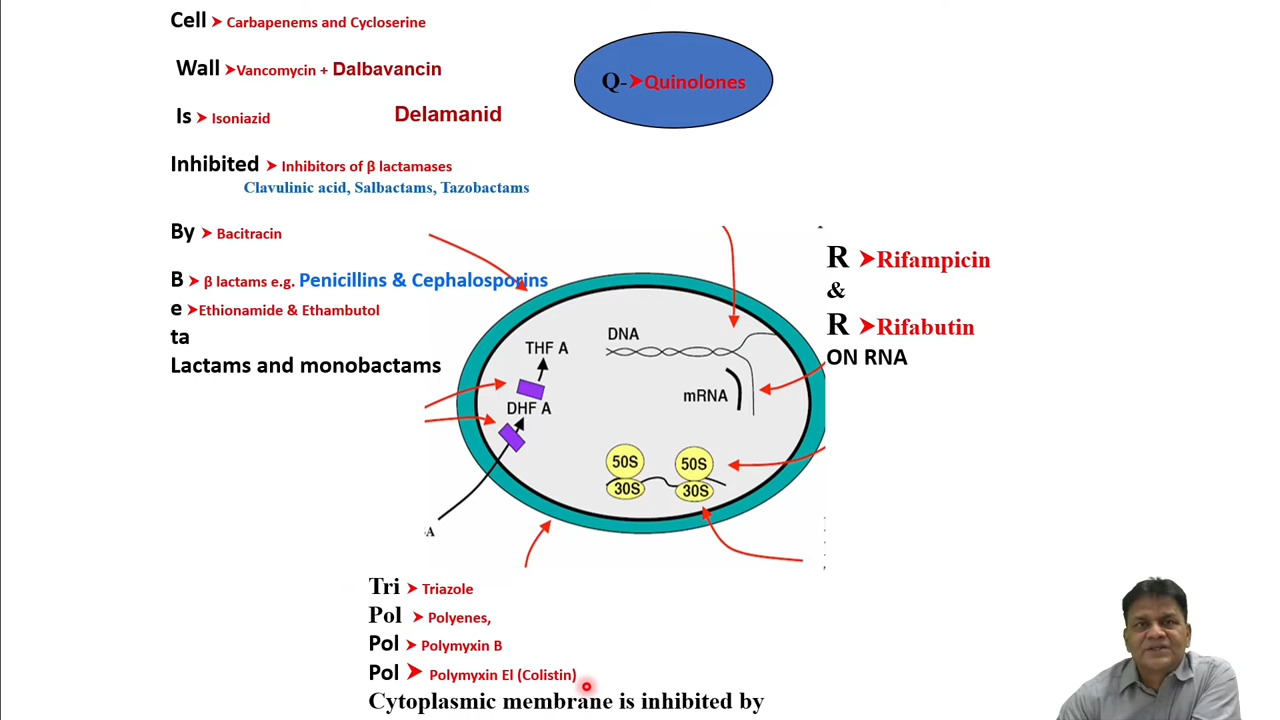 Cell ➤ Carbapenems and Cycloserine
Wall ➤Vancomycin + Dalbavancin
Is ➤ Isoniazid
Delamanid
Inhibited ➤ Inhibitors of β lactamases
Clavulinic acid, Salbactams, Tazobactams
By ➤ Bacitracin
B ➤ β lactams e.g. Penicillins & Cephalosporins
e ➤Ethionamide & Ethambutol
ta
Lactams and monobactams
Q-➤Quinolones
R ➤Rifampicin
&
R ➤Rifabutin
ON RNA
DNA
THF A
mRNA
DHF A
50S 50S
30S 30S
A
Tri ➤ Triazole
Pol ➤ Polyenes,
Pol ➤ Polymyxin B
Pol ➤ Polymyxin El (Colistin)
Cytoplasmic membrane is inhibited by